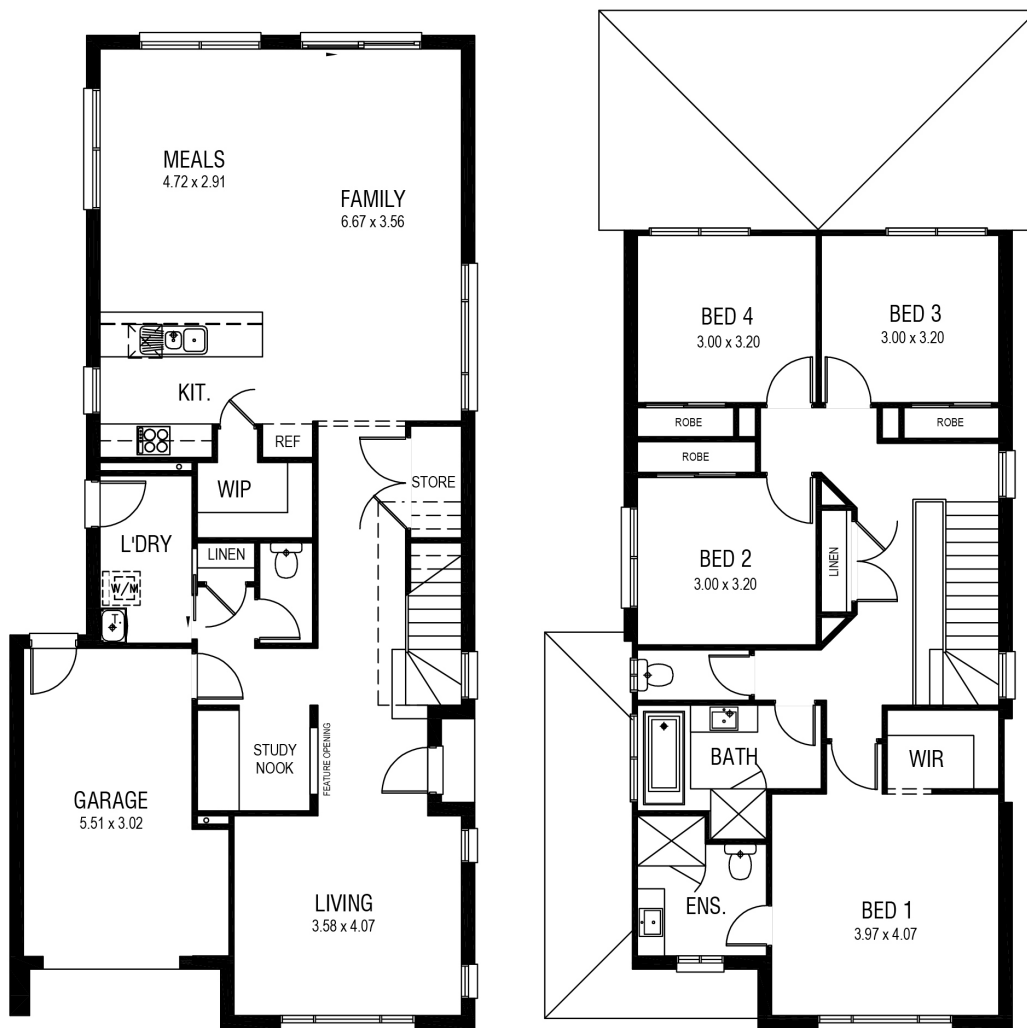 MEALS
4.72 x 2.91
FAMILY
6.67 x 3.56
KIT.
REF
WIP
STORE
L'DRY
LINEN
W/M
T.
STUDY
NOOK
FEATURE OPENING
GARAGE
5.51 x 3.02
LIVING
3.58 x 4.07
BED 4
3.00 x 3.20
BED 3
3.00 x 3.20
ROBE
ROBE
ROBE
BED 2
3.00 x 3.20
LINEN
BATH
WIR
ENS.
BED 1
3.97 x 4.07